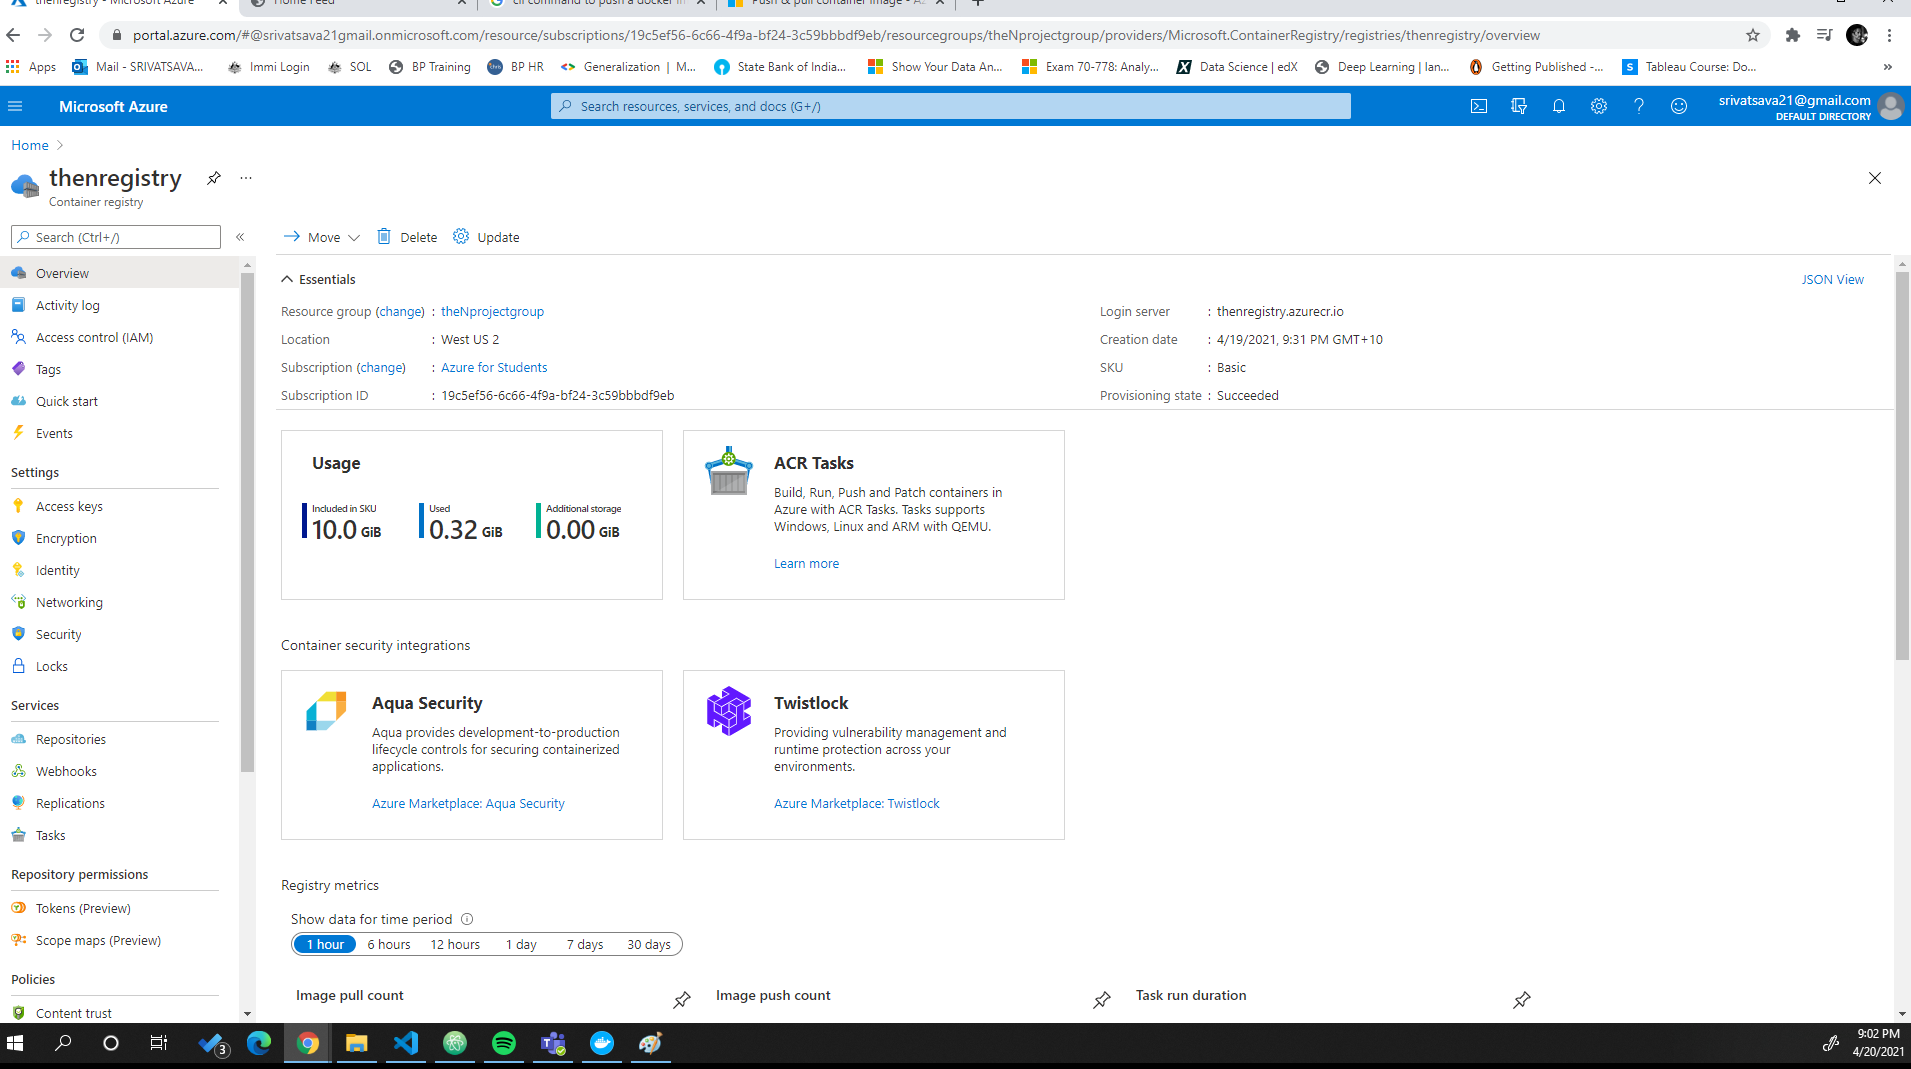 thenregistry - Microsoft Azure
Home Feed
cli command to push a docker im
Push & pull container image - Az
portal.azure.com/#@srivatsava21gmail.onmicrosoft.com/resource/subscriptions/19c5ef56-6c66-4f9a-bf24-3c59bbbdf9eb/resourcegroups/theNprojectgroup/providers/Microsoft.ContainerRegistry/registries/thenregistry/overview
Apps Mail - SRIVATSAVA... Immi Login SOL BP Training BP HR Generalization | M... State Bank of India... Show Your Data An... Exam 70-778: Analy... Data Science | edX Deep Learning | Ian... Getting Published -... Tableau Course: Do... »
Microsoft Azure
Search resources, services, and docs (G+/)
srivatsava21@gmail.com
DEFAULT DIRECTORY
Home >
thenregistry
Container registry
Search (Ctrl+/)
Overview
Activity log
Access control (IAM)
Tags
Quick start
Events
Settings
Access keys
Encryption
Identity
Networking
Security
Locks
Services
Repositories
Webhooks
Replications
Tasks
Repository permissions
Tokens (Preview)
Scope maps (Preview)
Policies
Content trust
Move Delete Update
Essentials
JSON View
Resource group (change) : theNprojectgroup
Location : West US 2
Subscription (change) : Azure for Students
Subscription ID : 19c5ef56-6c66-4f9a-bf24-3c59bbbdf9eb
Login server : thenregistry.azurecr.io
Creation date : 4/19/2021, 9:31 PM GMT+10
SKU : Basic
Provisioning state : Succeeded
Usage
Included in SKU
10.0 GiB
Used
0.32 GiB
Additional storage
0.00 GiB
ACR Tasks
Build, Run, Push and Patch containers in
Azure with ACR Tasks. Tasks supports
Windows, Linux and ARM with QEMU.
Learn more
Container security integrations
Aqua Security
Aqua provides development-to-production
lifecycle controls for securing containerized
applications.
Azure Marketplace: Aqua Security
Twistlock
Providing vulnerability management and
runtime protection across your
environments.
Azure Marketplace: Twistlock
Registry metrics
Show data for time period
1 hour 6 hours 12 hours 1 day 7 days 30 days
Image pull count
Image push count
Task run duration
3
9:02 PM
4/20/2021